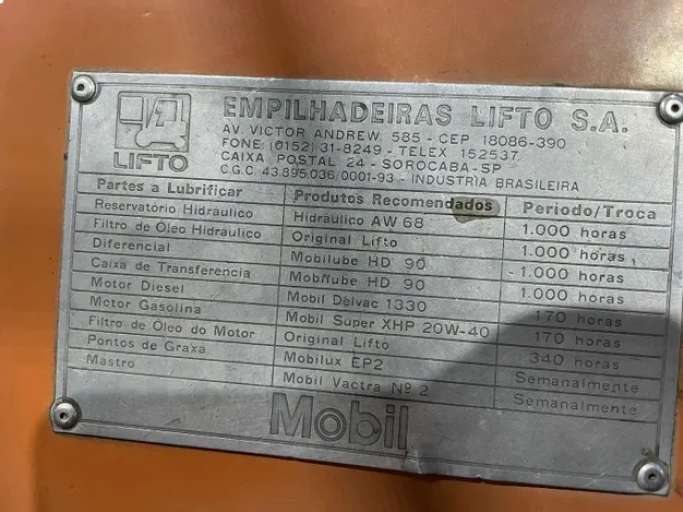 EMPILHADEIRAS LIFTO S.A.
AV. VICTOR ANDREW, 585 - CEP 18086-390
FONE (0152) 31-8249 - TELEX 152537
CAIXA POSTAL 24 - SOROCABA-SP
C.G.C. 43.895.036/0001-93 - INDUSTRIA BRASILEIRA
LIFTO
Partes a Lubrificar Produtos Recomendados Periodo/Troca
Reservatório Hidráulico Hidráulico AW 68 1.000 horas
Filtro de Óleo Hidráulico Original Lifto 1.000 horas
Diferencial Mobilube HD 90 1.000 horas
Caixa de Transferencia Mobilube HD 90 1.000 horas
Motor Diesel Mobil Delvac 1330 170 horas
Motor Gasolina Mobil Super XHP 20W-40 170 horas
Filtro de Óleo do Motor Original Lifto 340 horas
Pontos de Graxa Mobilux EP2 Semanalmente
Mastro Mobil Vactra Nº 2 Semanalmente
Mobil